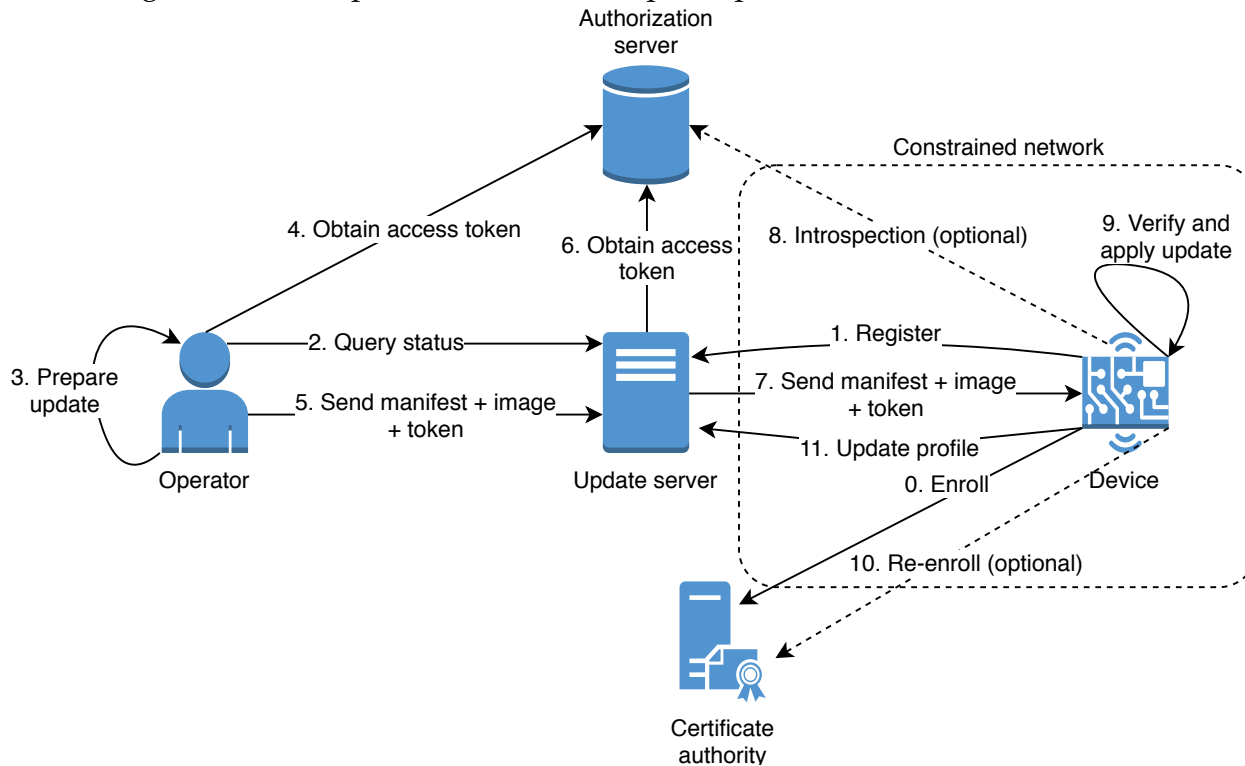 Authorization
server
Constrained network
4. Obtain access token
6. Obtain access
token
8. Introspection (optional)
9. Verify and
apply update
2. Query status
1. Register
3. Prepare
update
5. Send manifest + image
+ token
7. Send manifest + image
+ token
11. Update profile
Operator
Update server
0. Enroll
Device
10. Re-enroll (optional)
Certificate
authority